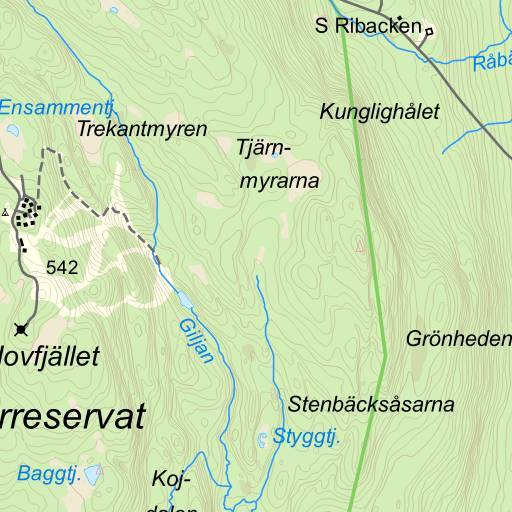 S Ribacken
Råbä
Ensammentj.
Trekantmyren
Kunglighålet
Tjärn-
myrarna
542
Giljan
lovfjället
Grönheden
Stenbäcksåsarna
rreservat
Styggtj.
Baggtj.
Koj-
dalen